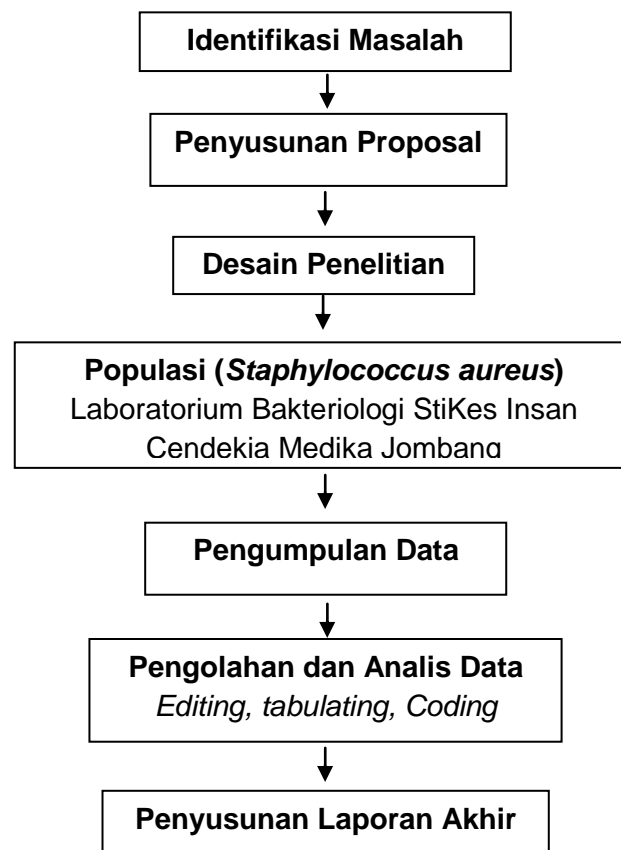 Identifikasi Masalah
Penyusunan Proposal
Desain Penelitian
Populasi (Staphylococcus aureus)
Laboratorium Bakteriologi StiKes Insan
Cendekia Medika Jombang
Pengumpulan Data
Pengolahan dan Analis Data
Editing, tabulating, Coding
Penyusunan Laporan Akhir